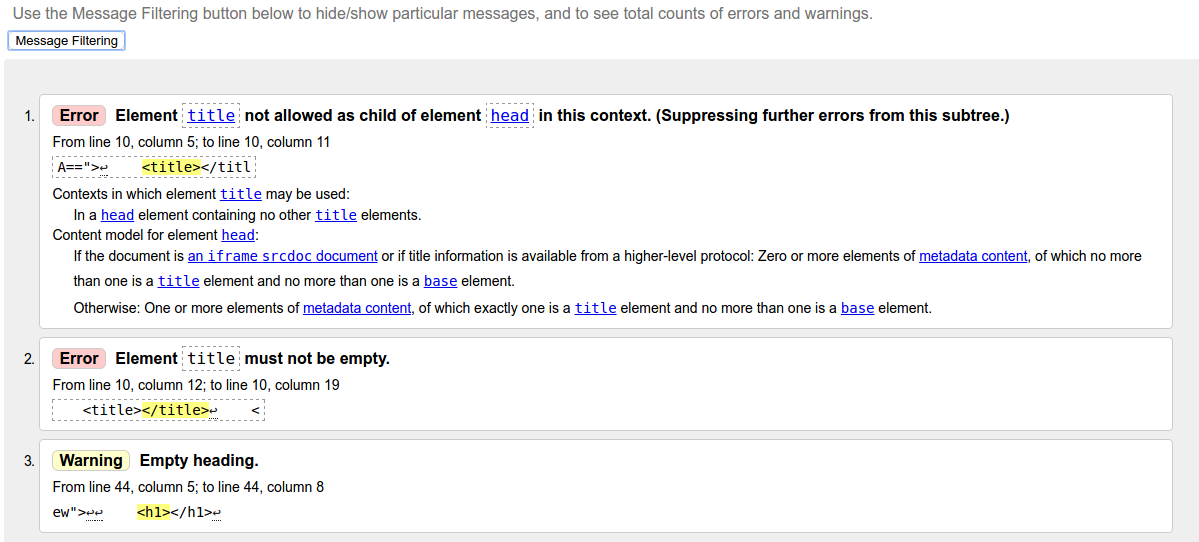 Use the Message Filtering button below to hide/show particular messages, and to see total counts of errors and warnings.
Message Filtering
1. Error Element title not allowed as child of element head in this context. (Suppressing further errors from this subtree.)
From line 10, column 5; to line 10, column 11
A==">↩    <title></titl
Contexts in which element title may be used:
In a head element containing no other title elements.
Content model for element head:
If the document is an iframe srcdoc document or if title information is available from a higher-level protocol: Zero or more elements of metadata content, of which no more
than one is a title element and no more than one is a base element.
Otherwise: One or more elements of metadata content, of which exactly one is a title element and no more than one is a base element.
2. Error Element title must not be empty.
From line 10, column 12; to line 10, column 19
<title></title>↩    <
3. Warning Empty heading.
From line 44, column 5; to line 44, column 8
ew">↩↩    <h1></h1>↩